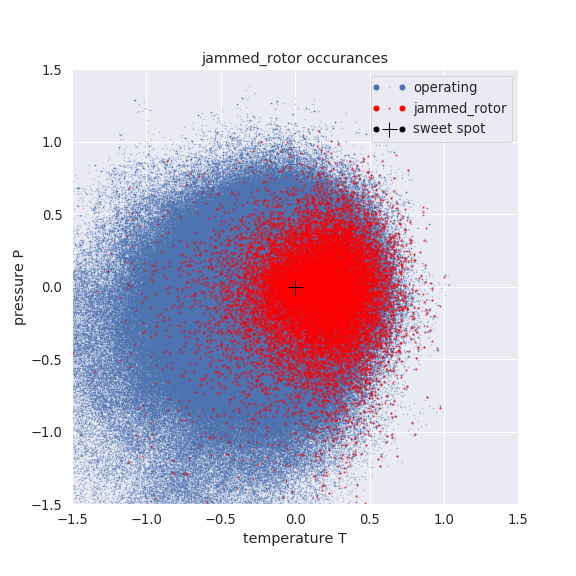 jammed_rotor occurances
operating
jammed_rotor
sweet spot
pressure P
1.5
1.0
0.5
0.0
−0.5
−1.0
−1.5
−1.5 −1.0 −0.5 0.0 0.5 1.0 1.5
temperature T